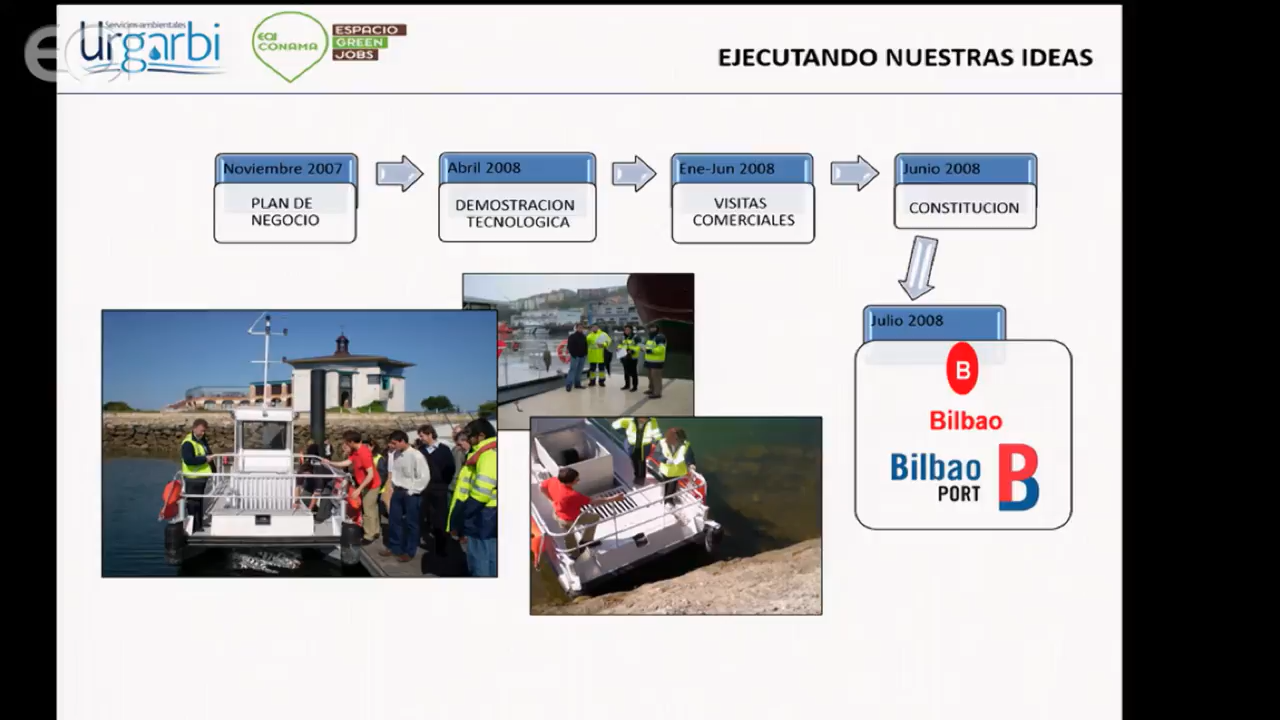 Servicios ambientales
urgarbi
eoi
CONAMA
ESPACIO
GREEN
JOBS
EJECUTANDO NUESTRAS IDEAS
Noviembre 2007
PLAN DE
NEGOCIO
Abril 2008
DEMOSTRACION
TECNOLOGICA
Ene-Jun 2008
VISITAS
COMERCIALES
Junio 2008
CONSTITUCION
Julio 2008
B
Bilbao
Bilbao
PORT
B